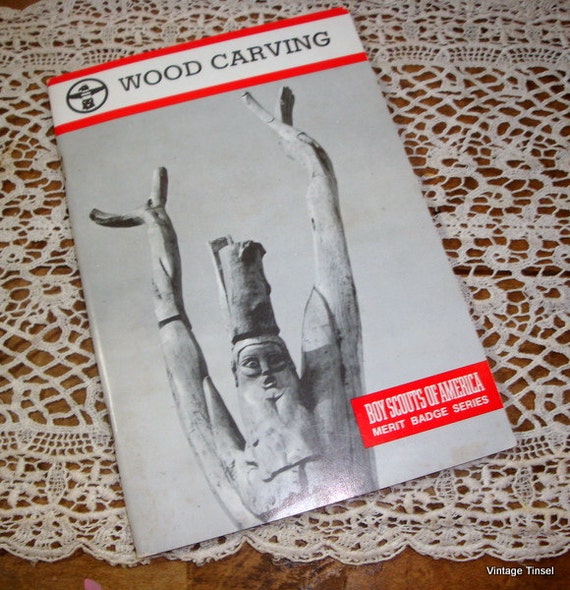 WOOD CARVING
BOY SCOUTS OF AMERICA
MERIT BADGE SERIES
Vintage Tinsel